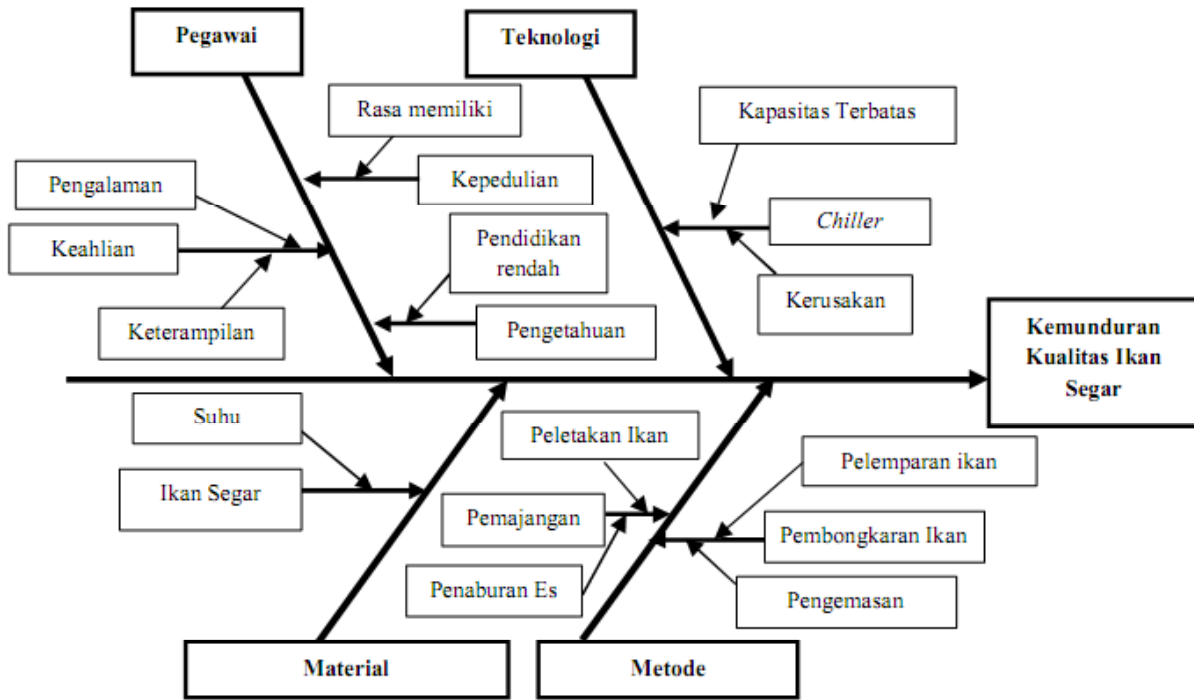 Pegawai
Teknologi
Rasa memiliki
Kapasitas Terbatas
Pengalaman
Kepedulian
Keahlian
Pendidikan
rendah
Chiller
Keterampilan
Pengetahuan
Kerusakan
Kemunduran
Kualitas Ikan
Segar
Suhu
Peletakan Ikan
Pelemparan ikan
Ikan Segar
Pemajangan
Pembongkaran Ikan
Penaburan Es
Pengemasan
Material
Metode